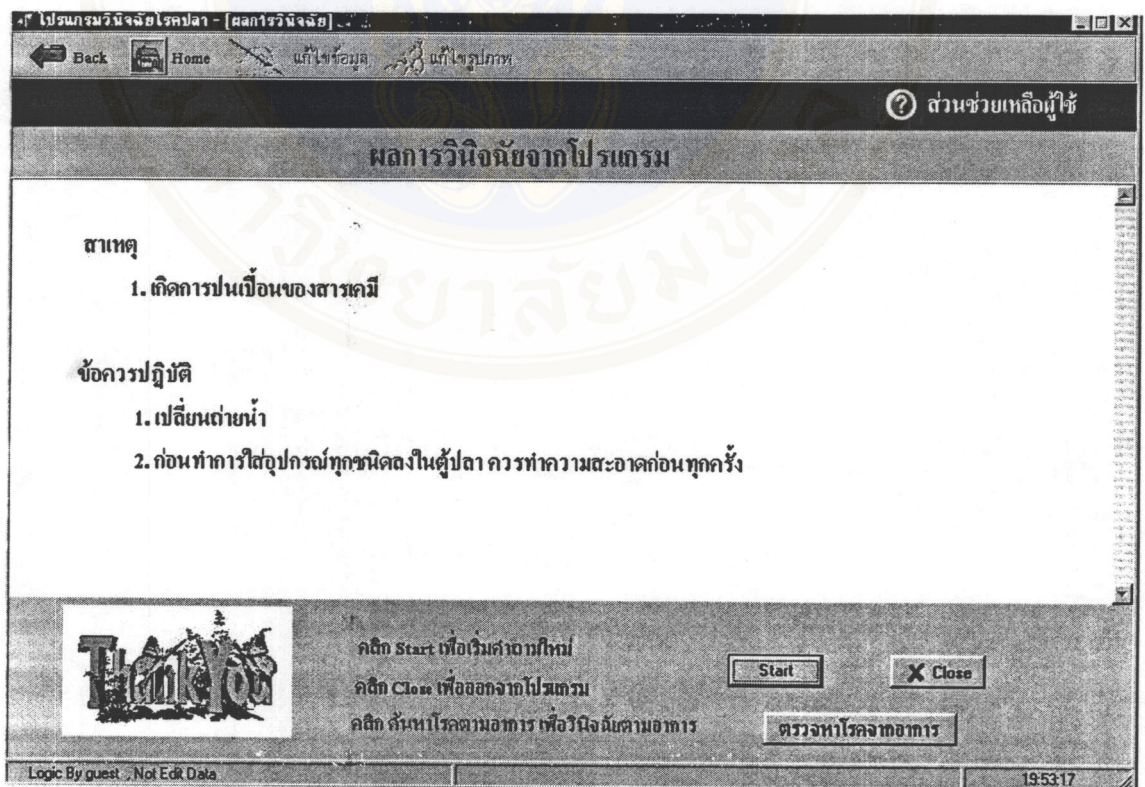 โปรแกรมวินิจฉัยโรคปลา - [ผลการวินิจฉัย]
Back Home แก้ไขข้อมูล แก้ไขรูปภาพ
? ส่วนช่วยเหลือผู้ใช้
ผลการวินิจฉัยจากโปรแกรม
สาเหตุ
1. เกิดการปนเปื้อนของสารเคมี
ข้อควรปฎิบัติ
1. เปลี่ยนถ่ายน้ำ
2. ก่อนทำการใส่อุปกรณ์ทุกชนิดลงในตู้ปลา ควรทำความสะอาดก่อนทุกครั้ง
Thank You
คลิก Start เพื่อเริ่มคำถามใหม่
คลิก Close เพื่อออกจากโปรแกรม
คลิก ค้นหาโรคตามอาการ เพื่อวินิจฉัยตามอาการ
Start
X Close
ตรวจหาโรคจากอาการ
Logic By guest , Not Edit Data
19:53:17